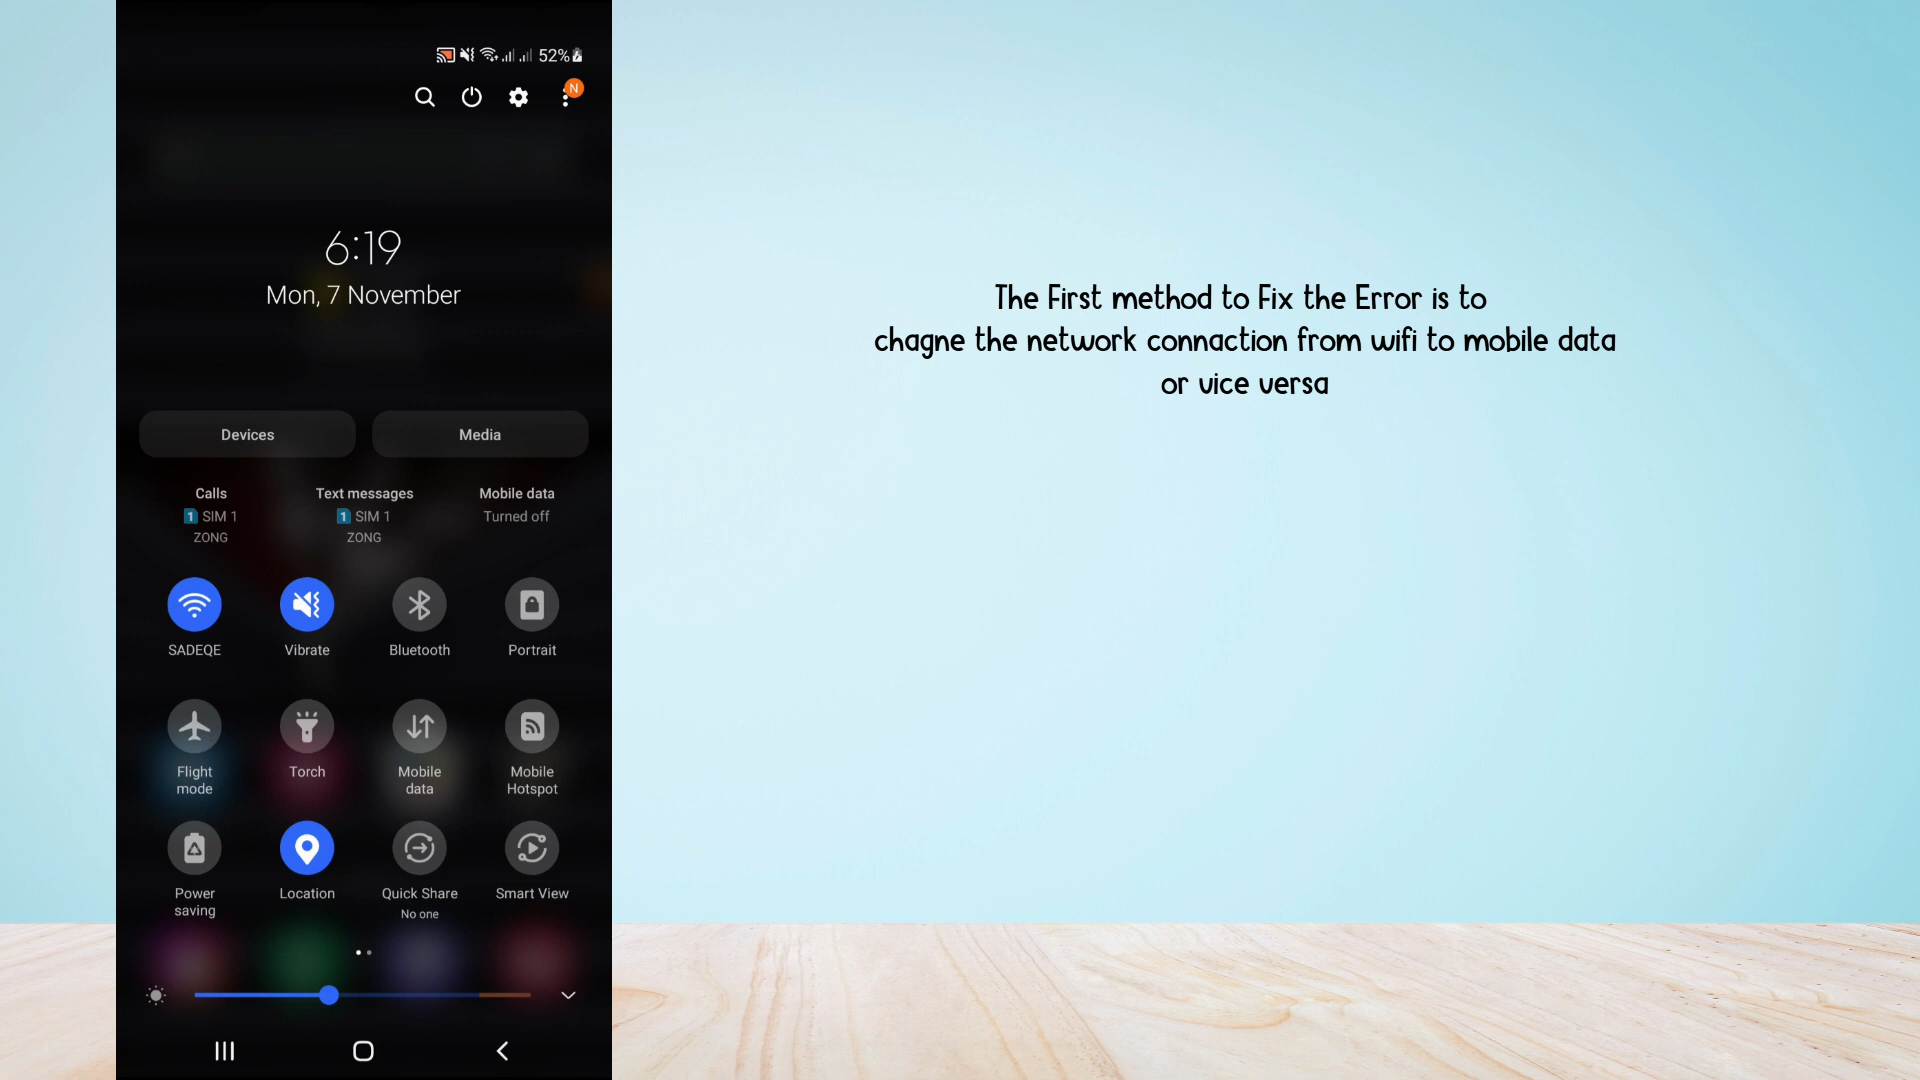 52%
N
6:19
Mon, 7 November
Devices
Media
Calls
Text messages
Mobile data
1 SIM 1
1 SIM 1
Turned off
ZONG
ZONG
SADEQE
Vibrate
Bluetooth
Portrait
Flight
mode
Torch
Mobile
data
Mobile
Hotspot
Power
saving
Location
Quick Share
No one
Smart View
The First method to Fix the Error is to
chagne the network connaction from wifi to mobile data
or vice versa